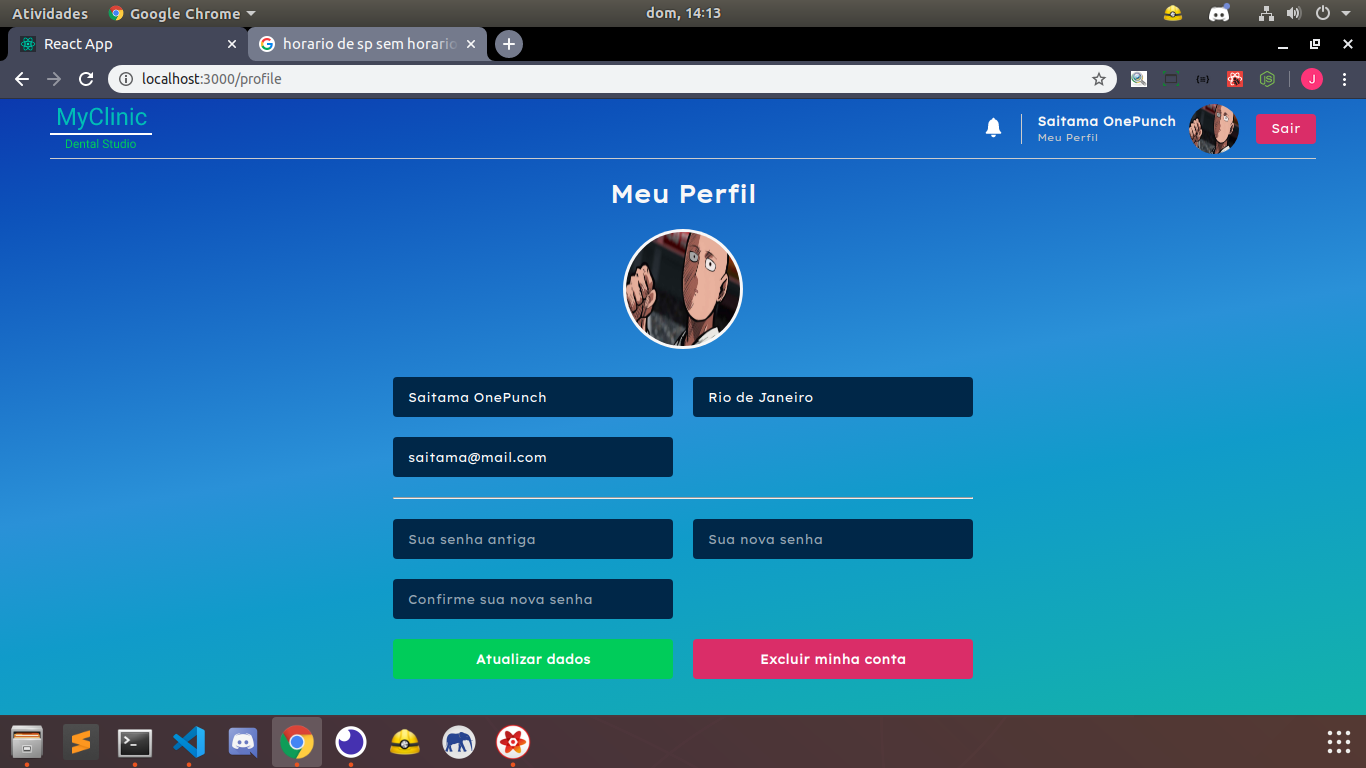 Atividades Google Chrome dom, 14:13
React App horario de sp sem horario
localhost:3000/profile J
MyClinic
Dental Studio
Saitama OnePunch
Meu Perfil
Sair
Meu Perfil
Saitama OnePunch Rio de Janeiro
saitama@mail.com
Sua senha antiga Sua nova senha
Confirme sua nova senha
Atualizar dados Excluir minha conta